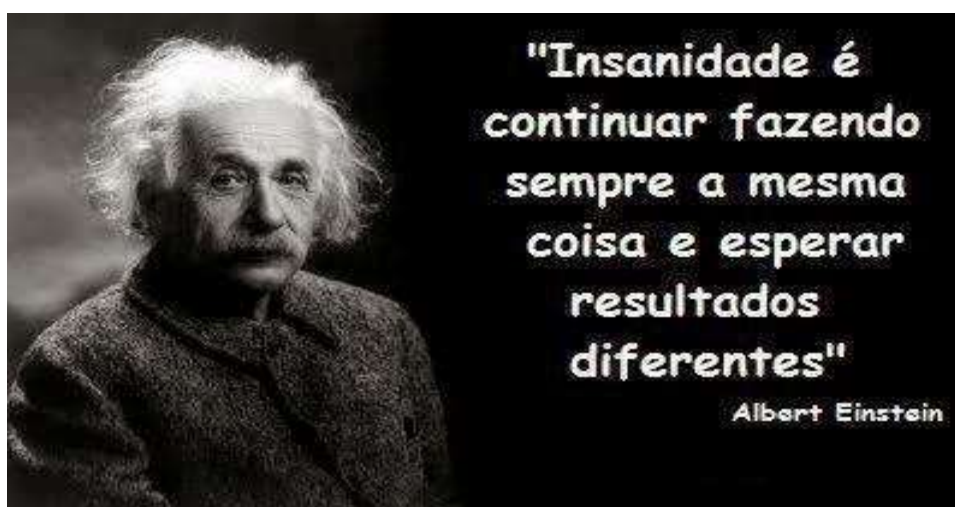 "Insanidade é
continuar fazendo
sempre a mesma
coisa e esperar
resultados
diferentes"
Albert Einstein